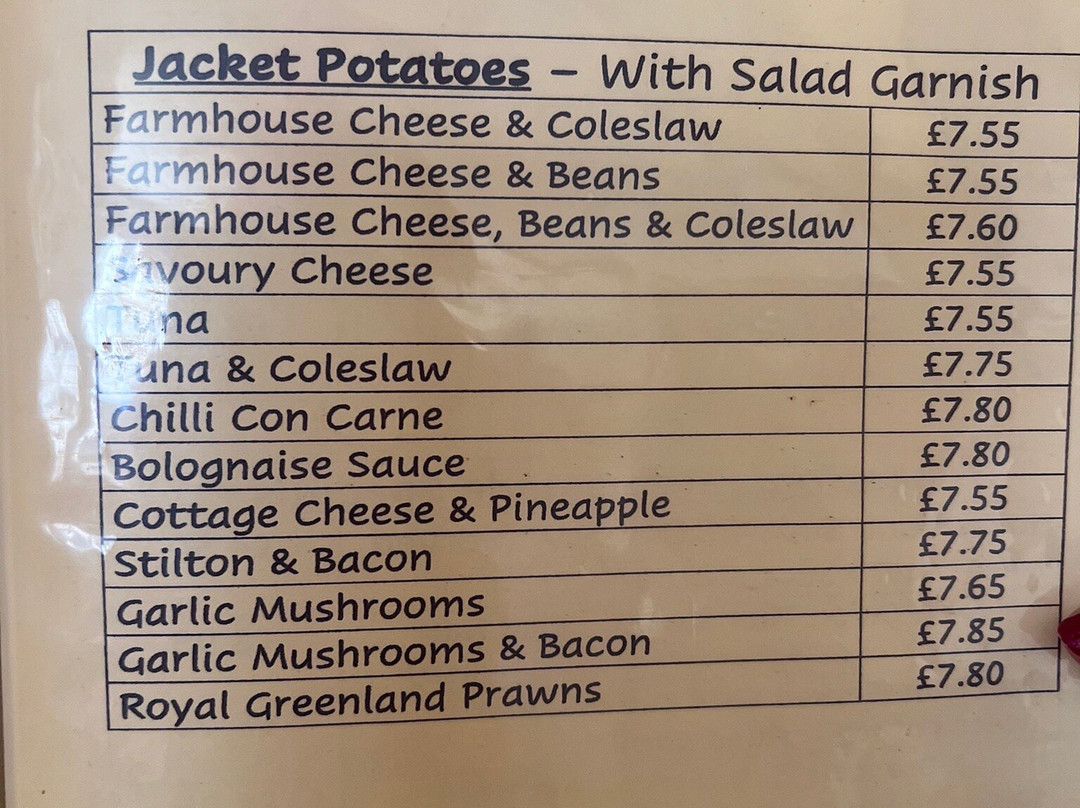 Jacket Potatoes – With Salad Garnish
Farmhouse Cheese & Coleslaw £7.55
Farmhouse Cheese & Beans £7.55
Farmhouse Cheese, Beans & Coleslaw £7.60
Savoury Cheese £7.55
Tuna £7.55
Tuna & Coleslaw £7.75
Chilli Con Carne £7.80
Bolognaise Sauce £7.80
Cottage Cheese & Pineapple £7.55
Stilton & Bacon £7.75
Garlic Mushrooms £7.65
Garlic Mushrooms & Bacon £7.85
Royal Greenland Prawns £7.80